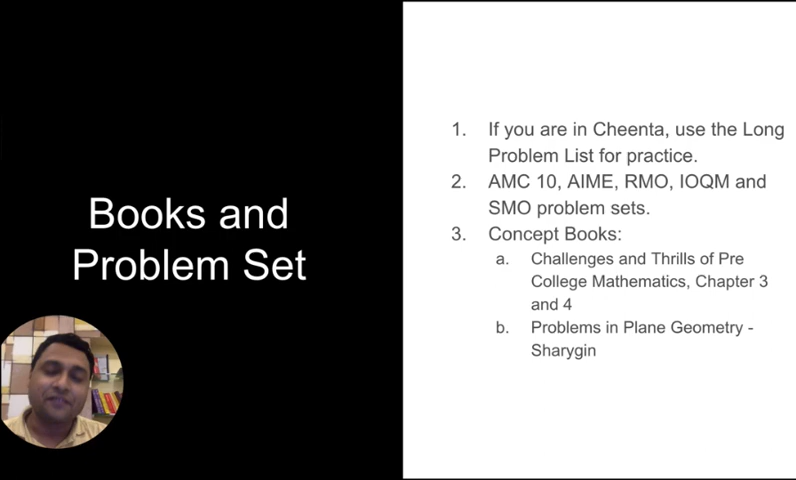 Books and
Problem Set
1. If you are in Cheenta, use the Long
Problem List for practice.
2. AMC 10, AIME, RMO, IOQM and
SMO problem sets.
3. Concept Books:
a. Challenges and Thrills of Pre
College Mathematics, Chapter 3
and 4
b. Problems in Plane Geometry -
Sharygin